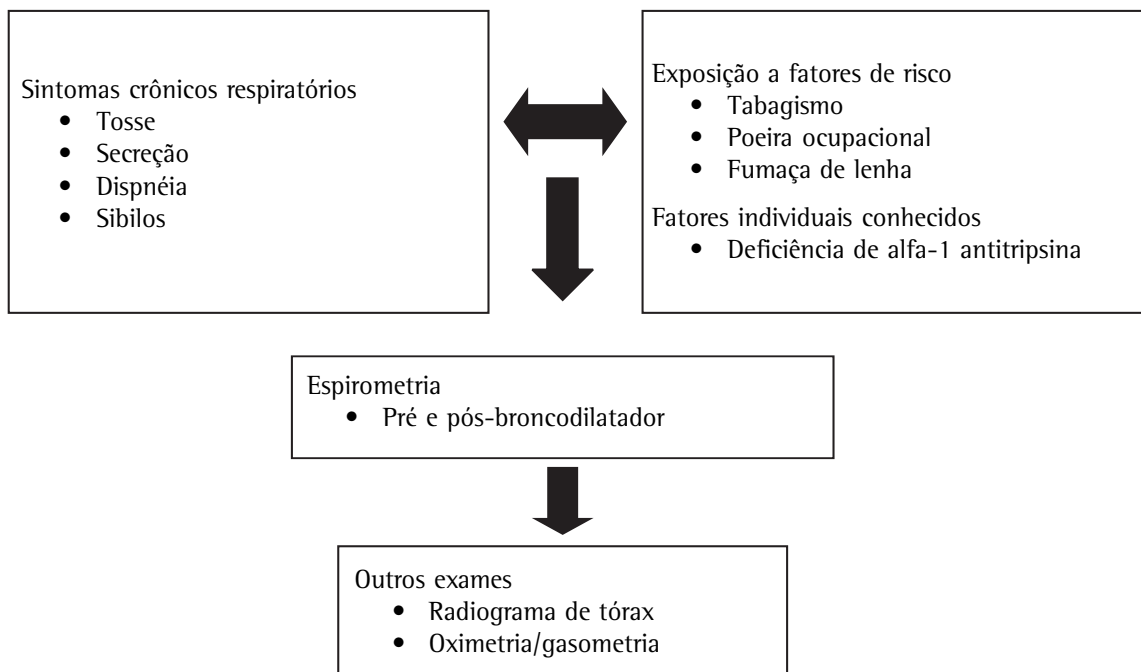 Sintomas crônicos respiratórios
• Tosse
• Secreção
• Dispnéia
• Sibilos
Exposição a fatores de risco
• Tabagismo
• Poeira ocupacional
• Fumaça de lenha
Fatores individuais conhecidos
• Deficiência de alfa-1 antitripsina
Espirometria
• Pré e pós-broncodilatador
Outros exames
• Radiograma de tórax
• Oximetria/gasometria